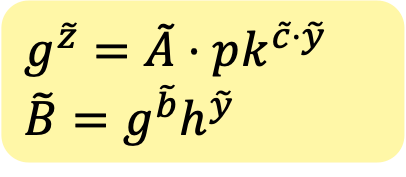 g^z̃ = Ã · pk^c̃·ỹ
B̃ = g^b̃ h^ỹ